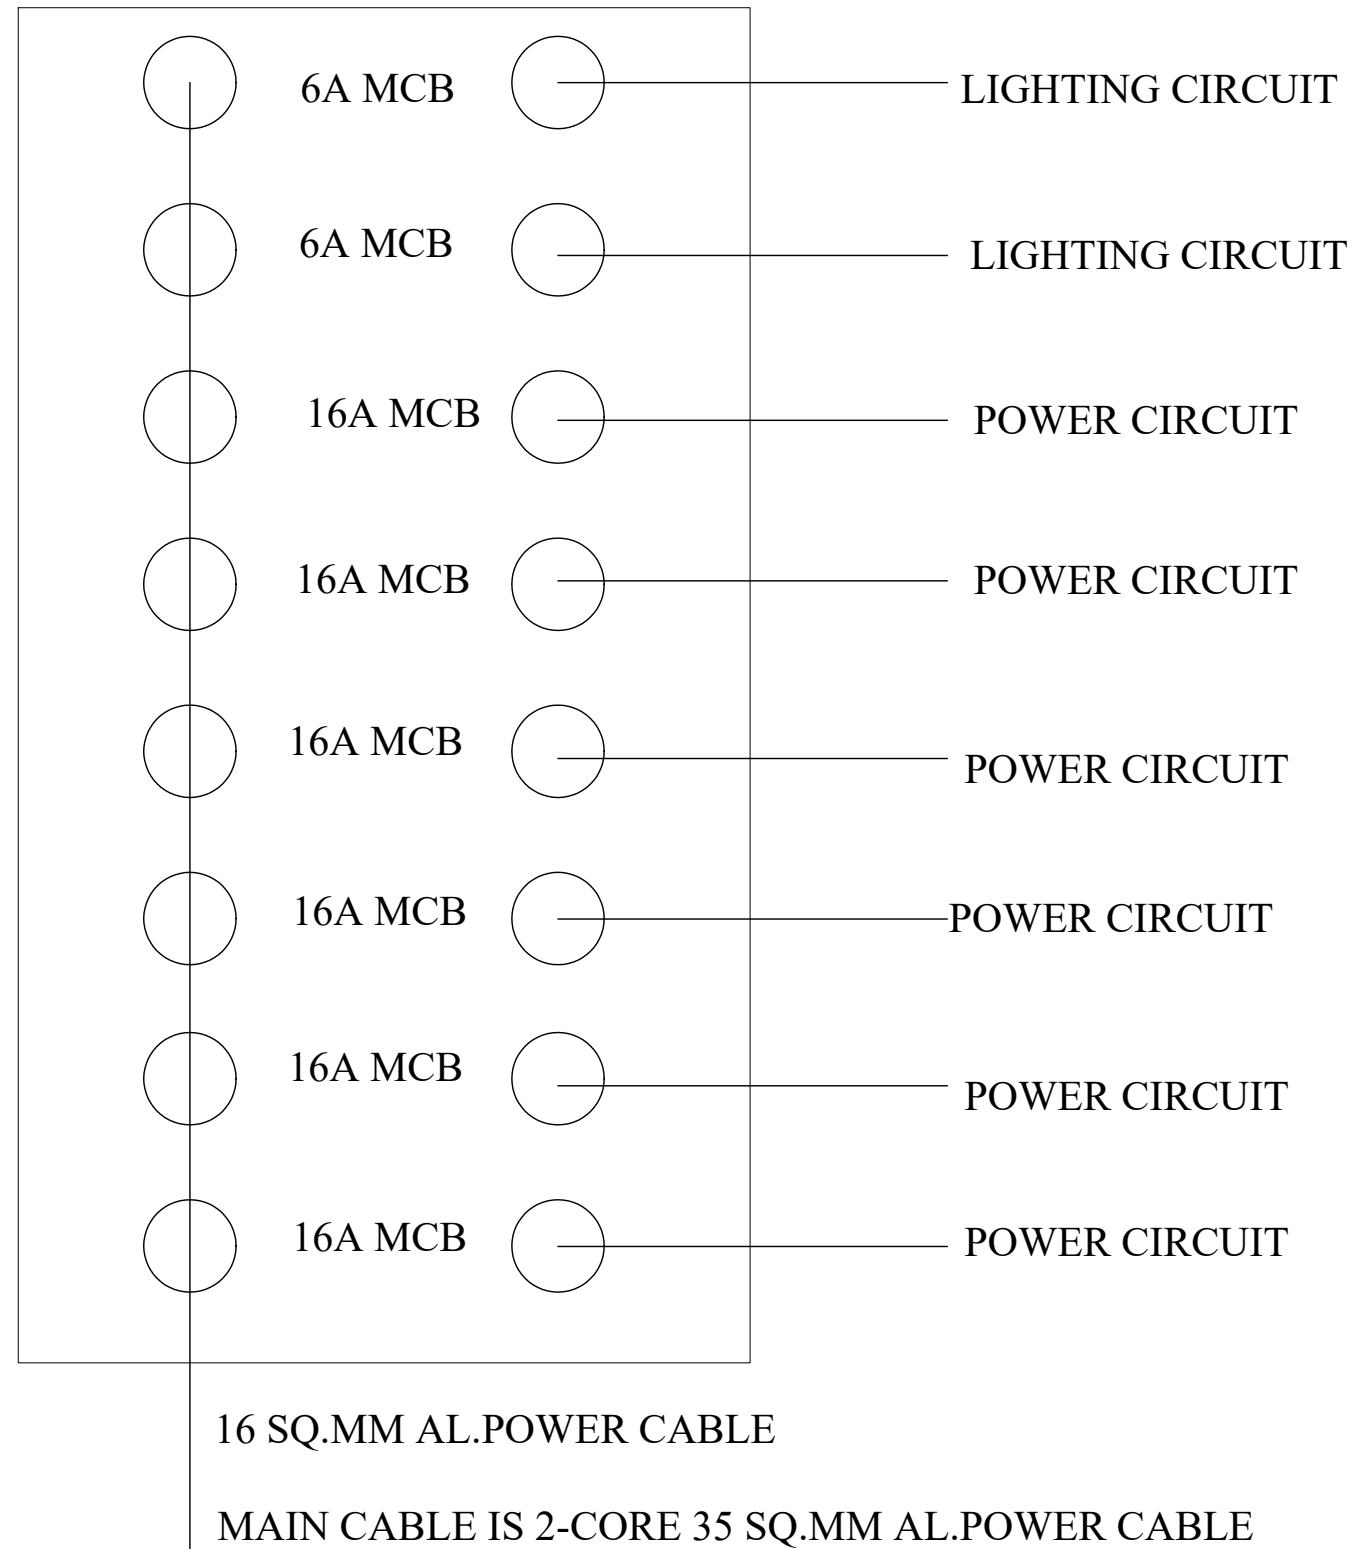 6A MCB LIGHTING CIRCUIT
6A MCB LIGHTING CIRCUIT
16A MCB POWER CIRCUIT
16A MCB POWER CIRCUIT
16A MCB POWER CIRCUIT
16A MCB POWER CIRCUIT
16A MCB POWER CIRCUIT
16A MCB POWER CIRCUIT
16 SQ.MM AL.POWER CABLE
MAIN CABLE IS 2-CORE 35 SQ.MM AL.POWER CABLE